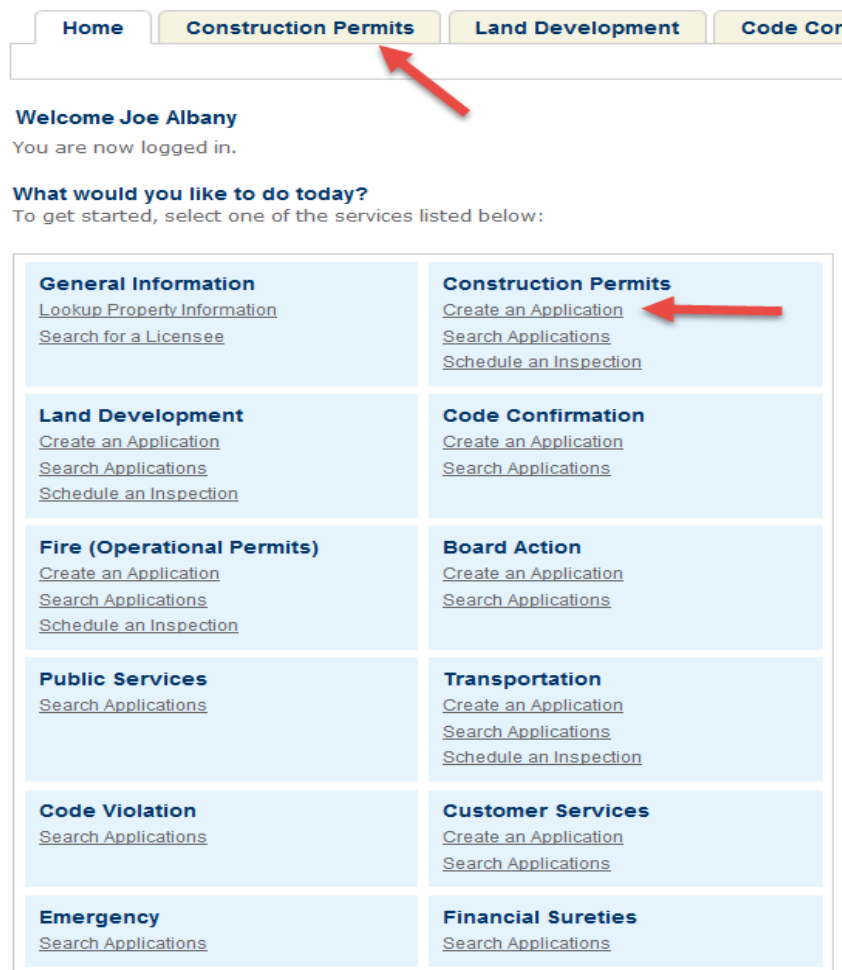 Home Construction Permits Land Development Code Cor
Welcome Joe Albany
You are now logged in.
What would you like to do today?
To get started, select one of the services listed below:
General Information
Lookup Property Information
Search for a Licensee
Construction Permits
Create an Application
Search Applications
Schedule an Inspection
Land Development
Create an Application
Search Applications
Schedule an Inspection
Code Confirmation
Create an Application
Search Applications
Fire (Operational Permits)
Create an Application
Search Applications
Schedule an Inspection
Board Action
Create an Application
Search Applications
Public Services
Search Applications
Transportation
Create an Application
Search Applications
Schedule an Inspection
Code Violation
Search Applications
Customer Services
Create an Application
Search Applications
Emergency
Search Applications
Financial Sureties
Search Applications